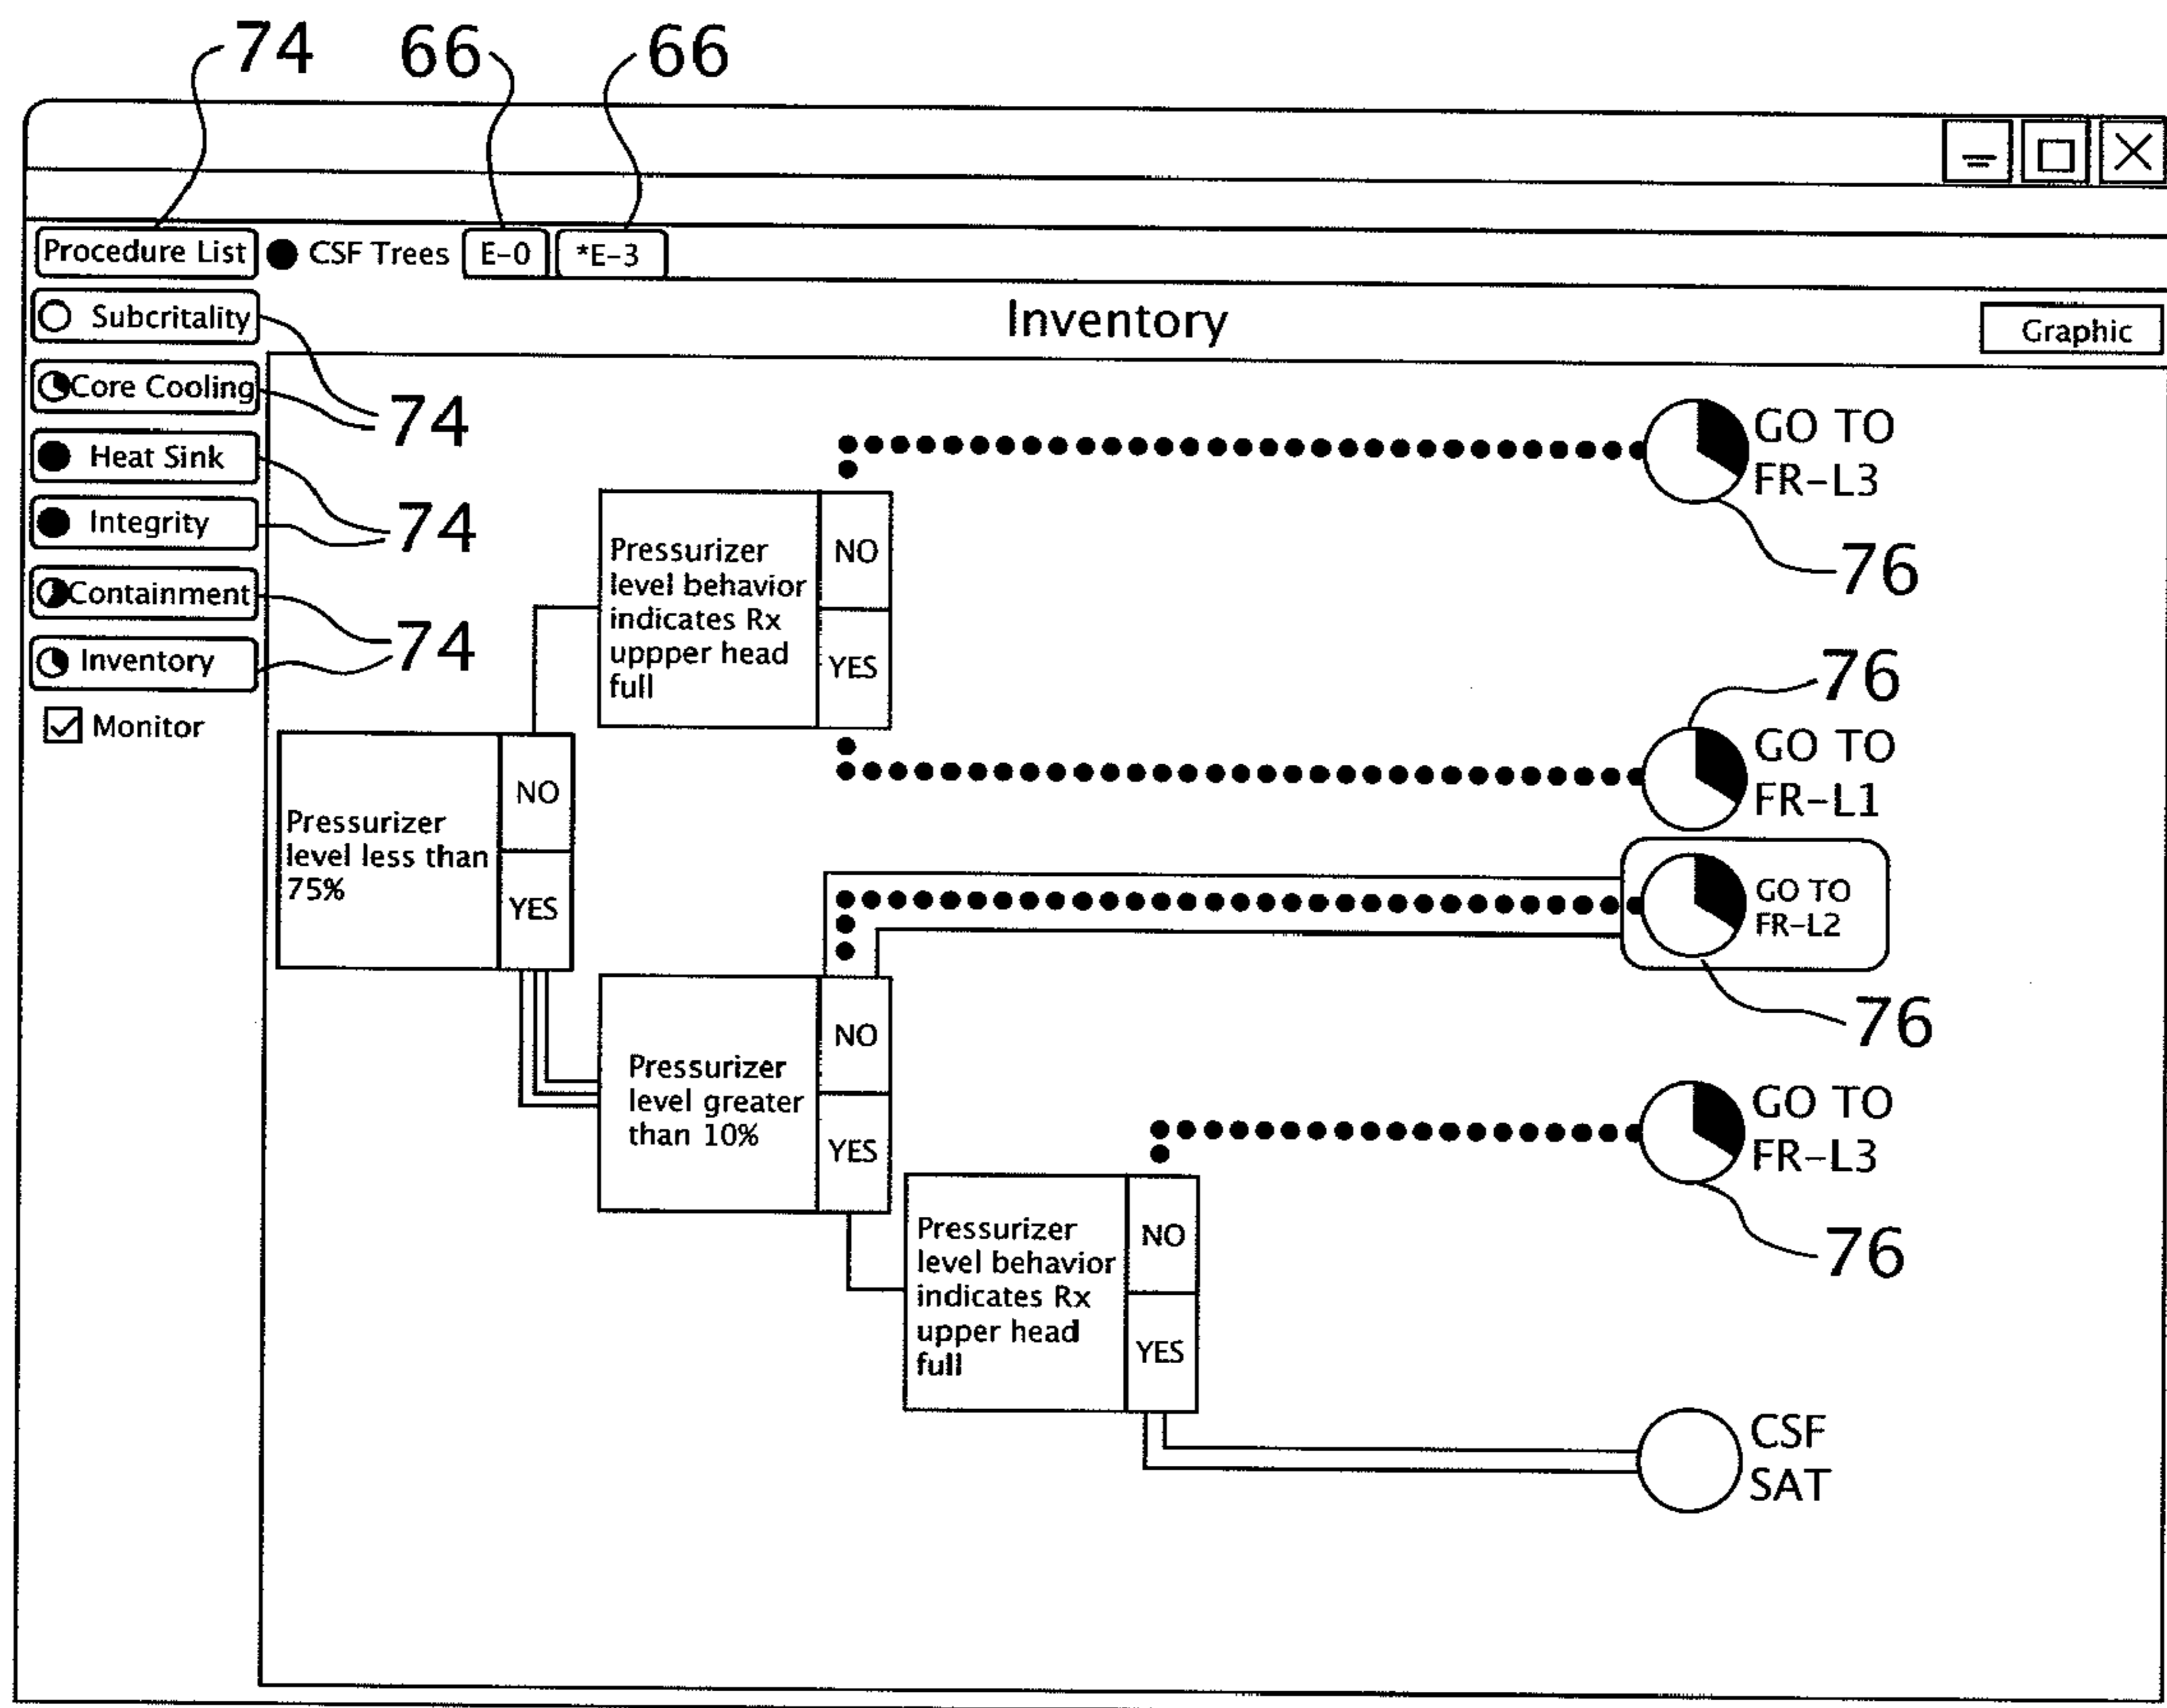 74 66 66
Procedure List CSF Trees E-0 *E-3
Subcritality
Inventory
Graphic
Core Cooling
74
Heat Sink
Integrity
74
Containment
74
Inventory
Monitor
GO TO
FR-L3
76
Pressurizer
level behavior
indicates Rx
uppper head
full
NO
YES
76
GO TO
FR-L1
Pressurizer
level less than
75%
NO
YES
GO TO
FR-L2
76
Pressurizer
level greater
than 10%
NO
YES
GO TO
FR-L3
76
Pressurizer
level behavior
indicates Rx
upper head
full
NO
YES
CSF
SAT